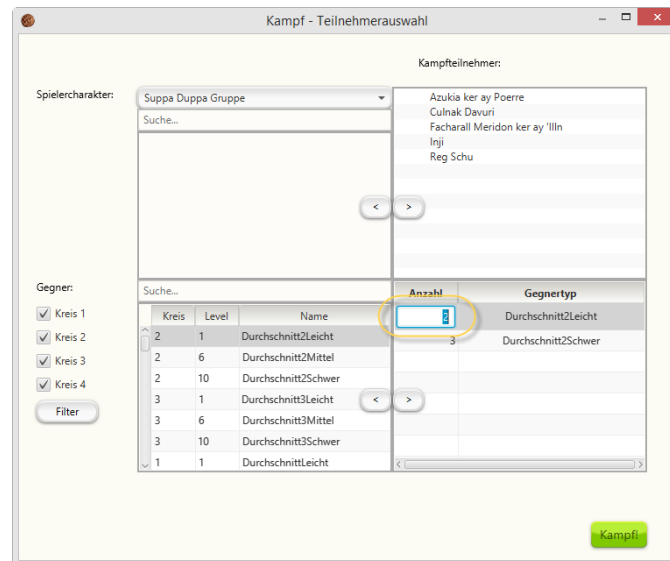 Kampf - Teilnehmerauswahl
Kampfteilnehmer:
Spielercharakter:
Suppa Duppa Gruppe
Suche...
Azukia ker ay Poerre
Culnak Davuri
Facharall Meridon ker ay 'Illn
Inji
Reg Schu
< >
Gegner:
Suche...
Kreis 1
Kreis 2
Kreis 3
Kreis 4
Filter
Kreis Level Name
2 1 Durchschnitt2Leicht
2 6 Durchschnitt2Mittel
2 10 Durchschnitt2Schwer
3 1 Durchschnitt3Leicht
3 6 Durchschnitt3Mittel
3 10 Durchschnitt3Schwer
1 1 DurchschnittLeicht
< >
Anzahl Gegnertyp
2 Durchschnitt2Leicht
3 Durchschnitt2Schwer
Kampf!